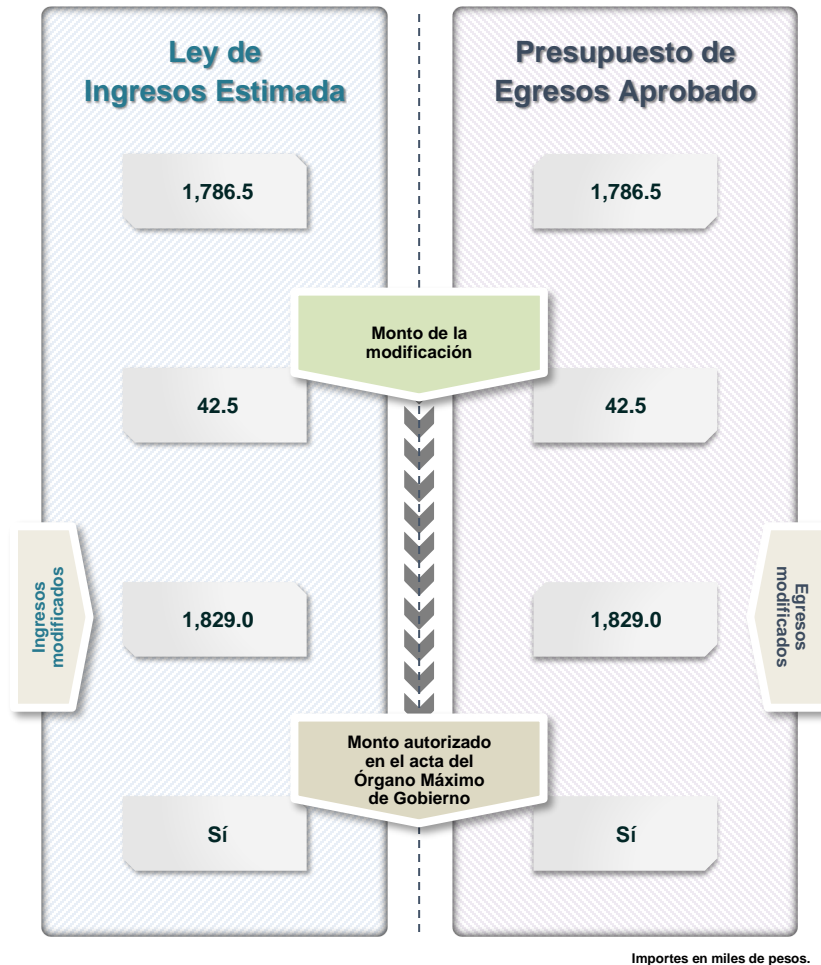 Ley de
Ingresos Estimada
Presupuesto de
Egresos Aprobado
1,786.5
1,786.5
Monto de la
modificación
42.5
42.5
Ingresos
modificados
1,829.0
1,829.0
Egresos
modificados
Monto autorizado
en el acta del
Órgano Máximo
de Gobierno
Sí
Sí
Importes en miles de pesos.